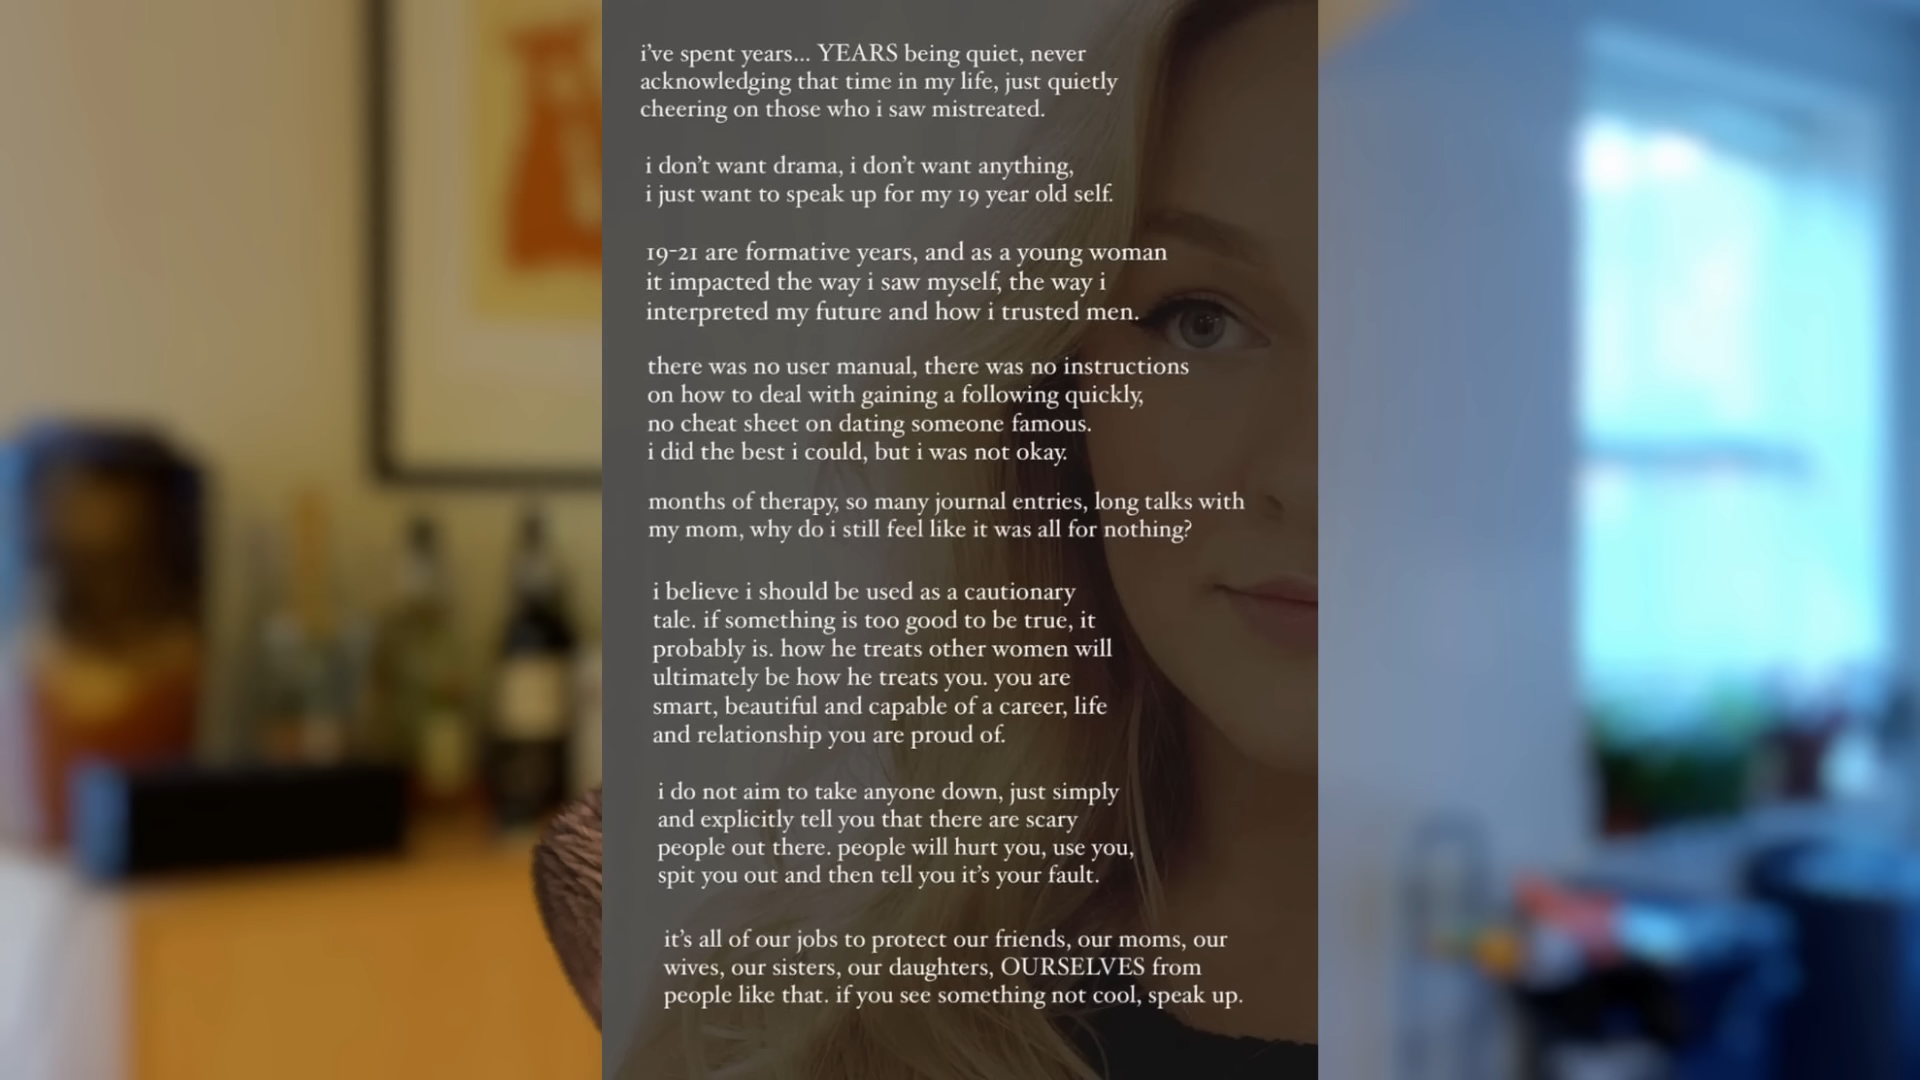 i've spent years... YEARS being quiet, never
acknowledging that time in my life, just quietly
cheering on those who i saw mistreated.
i don't want drama, i don't want anything,
i just want to speak up for my 19 year old self.
19-21 are formative years, and as a young woman
it impacted the way i saw myself, the way i
interpreted my future and how i trusted men.
there was no user manual, there was no instructions
on how to deal with gaining a following quickly,
no cheat sheet on dating someone famous.
i did the best i could, but i was not okay.
months of therapy, so many journal entries, long talks with
my mom, why do i still feel like it was all for nothing?
i believe i should be used as a cautionary
tale. if something is too good to be true, it
probably is. how he treats other women will
ultimately be how he treats you. you are
smart, beautiful and capable of a career, life
and relationship you are proud of.
i do not aim to take anyone down, just simply
and explicitly tell you that there are scary
people out there. people will hurt you, use you,
spit you out and then tell you it's your fault.
it's all of our jobs to protect our friends, our moms, our
wives, our sisters, our daughters, OURSELVES from
people like that. if you see something not cool, speak up.